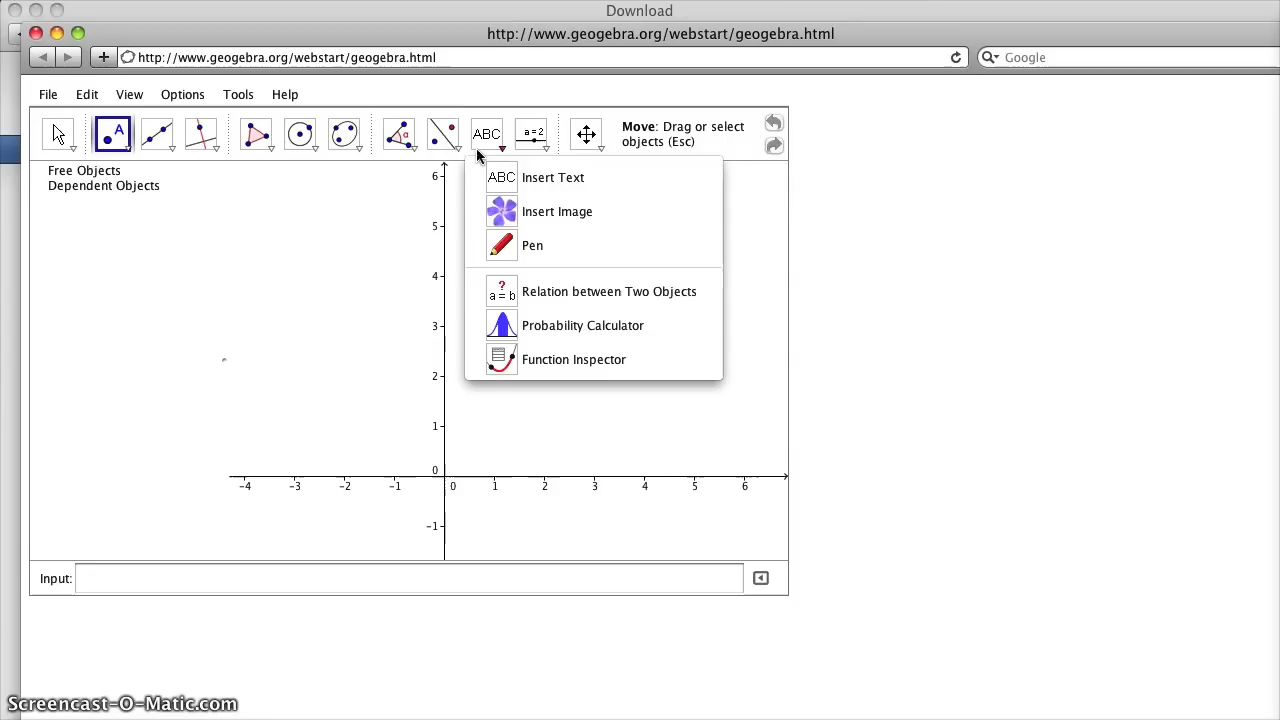 Download
http://www.geogebra.org/webstart/geogebra.html
http://www.geogebra.org/webstart/geogebra.html
Google
File Edit View Options Tools Help
A
α
ABC
a=2
Move: Drag or select
objects (Esc)
Free Objects
Dependent Objects
ABC Insert Text
Insert Image
Pen
? a = b Relation between Two Objects
Probability Calculator
Function Inspector
6
5
4
3
2
1
0
-4 -3 -2 -1 0 1 2 3 4 5 6
-1
Input:
Screencast-O-Matic.com